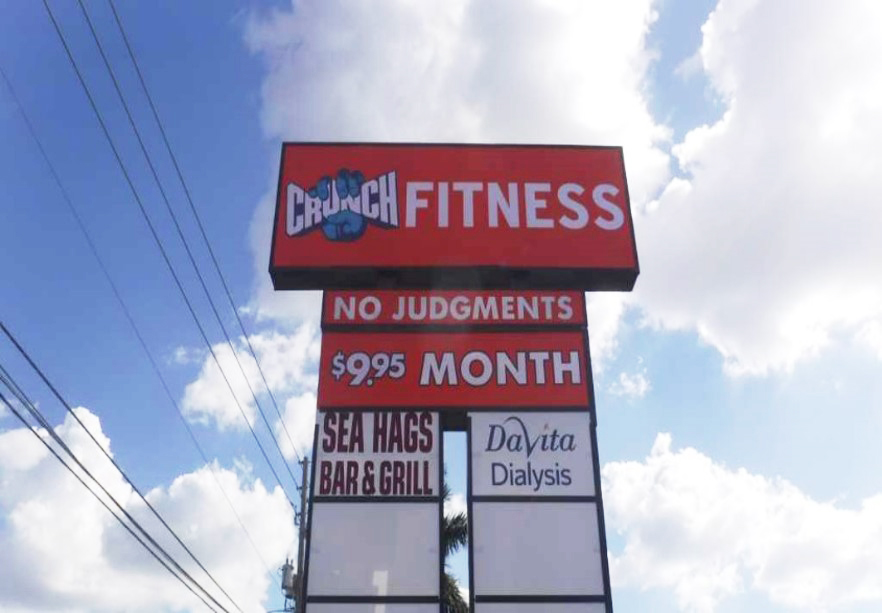 CRUNCH FITNESS
NO JUDGMENTS
$9.95 MONTH
SEA HAGS
BAR & GRILL
DaVita
Dialysis